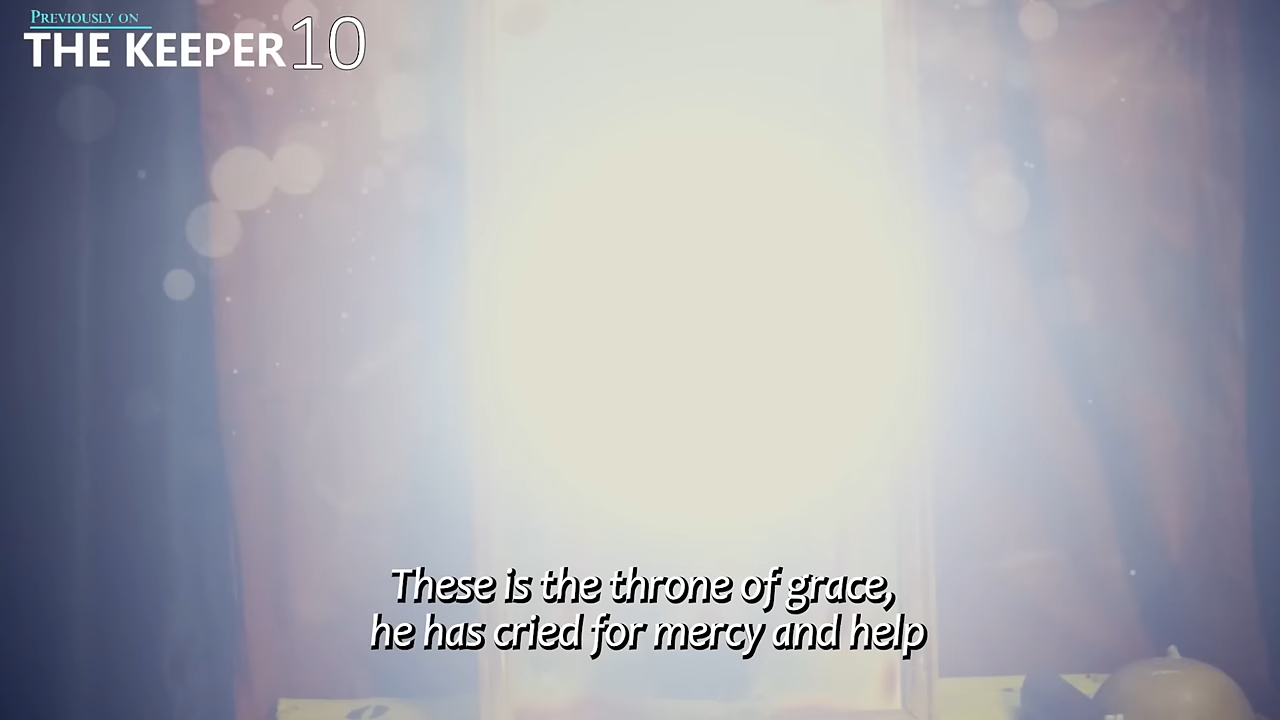 PREVIOUSLY ON
THE KEEPER 10
These is the throne of grace,
he has cried for mercy and help